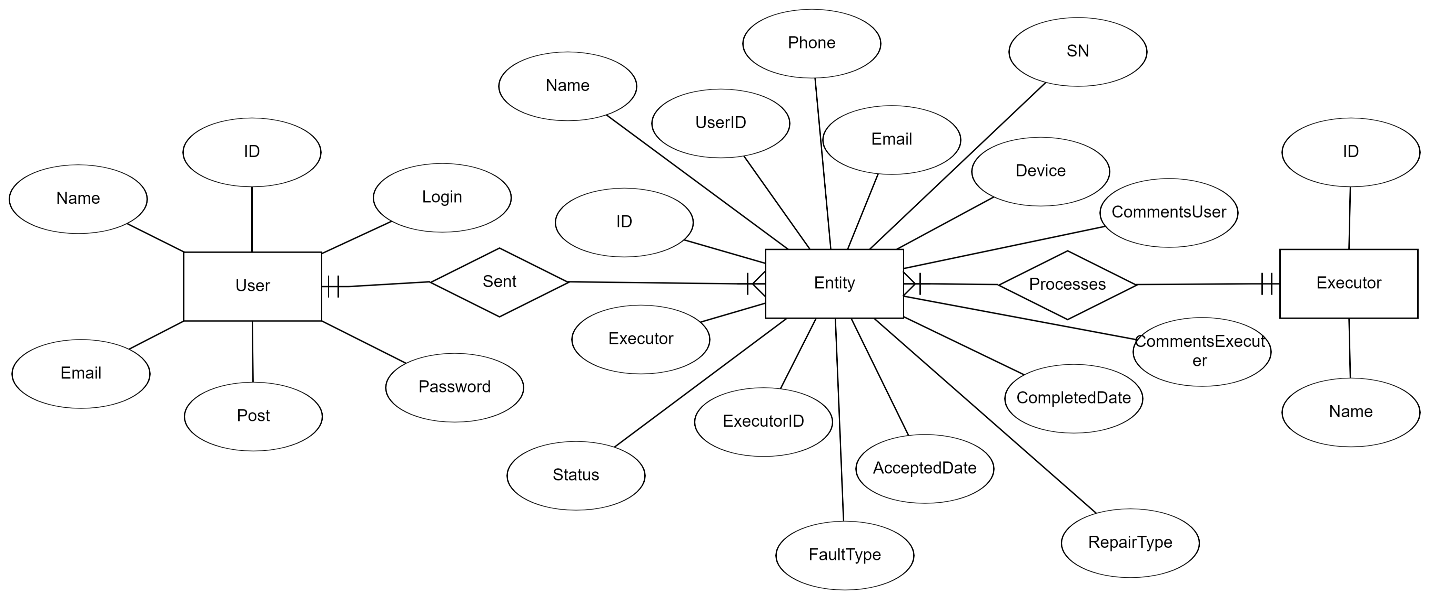 Phone
SN
Name
UserID
Email
ID
ID
Device
Name
Login
CommentsUser
ID
User
Sent
Entity
Processes
Executor
Executor
CommentsExecut
er
Email
Post
Password
CompletedDate
Name
ExecutorID
Status
AcceptedDate
FaultType
RepairType